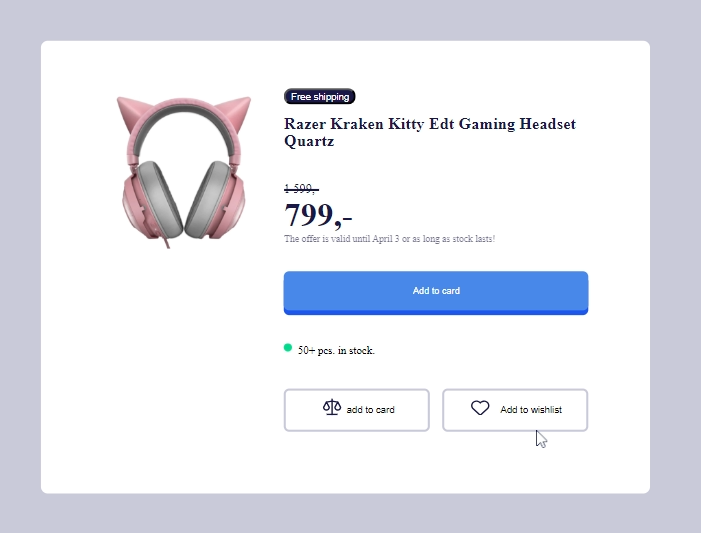 Free shipping
Razer Kraken Kitty Edt Gaming Headset
Quartz
1 599,-
799,-
The offer is valid until April 3 or as long as stock lasts!
Add to card
50+ pcs. in stock.
add to card
Add to wishlist